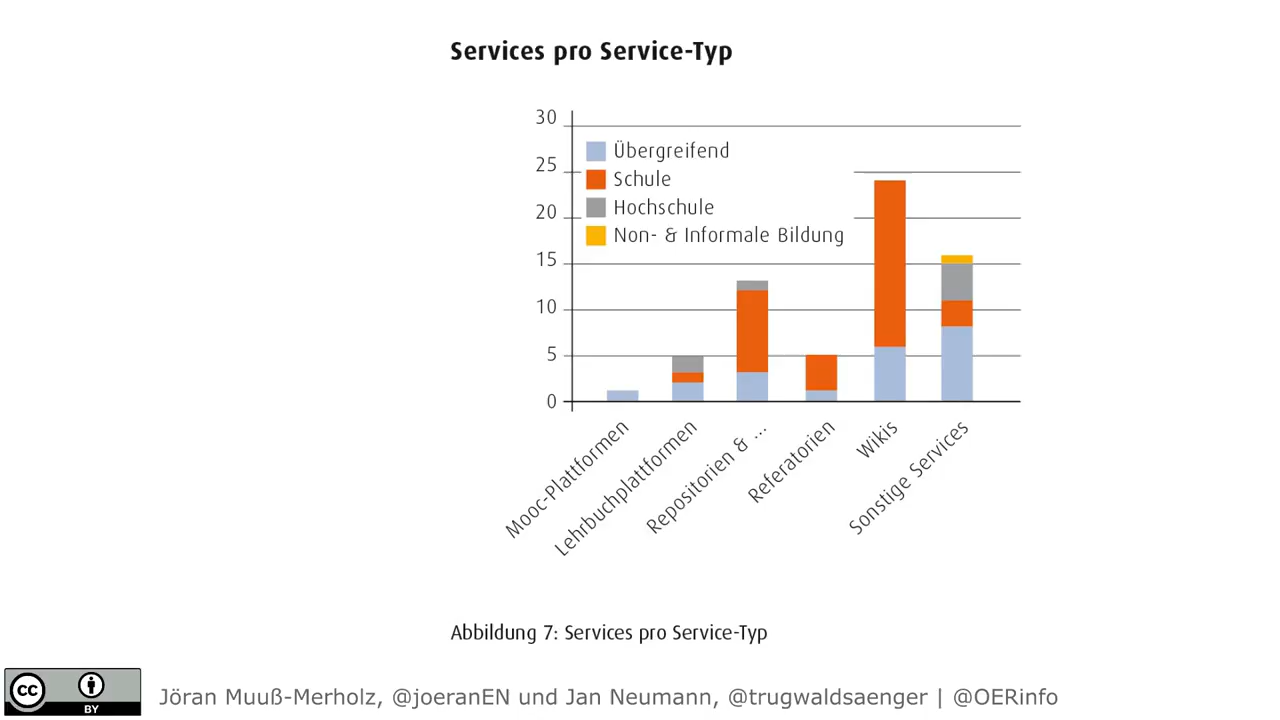 Services pro Service-Typ
30
25
20
15
10
5
0
Übergreifend
Schule
Hochschule
Non- & Informale Bildung
Mooc-Plattformen
Lehrbuchplattformen
Repositorien & ...
Referatorien
Wikis
Sonstige Services
Abbildung 7: Services pro Service-Typ
cc
BY
Jöran Muuß-Merholz, @joeranEN und Jan Neumann, @trugwaldsaenger | @OERinfo